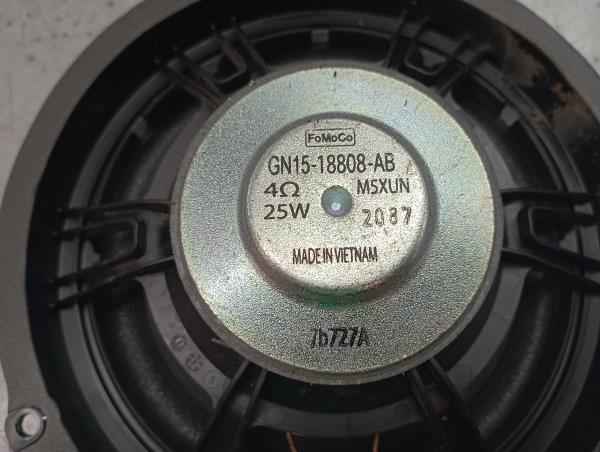 FoMoCo
GN15-18808-AB
4Ω M5XUN
25W 2087
MADE IN VIETNAM
7b727A